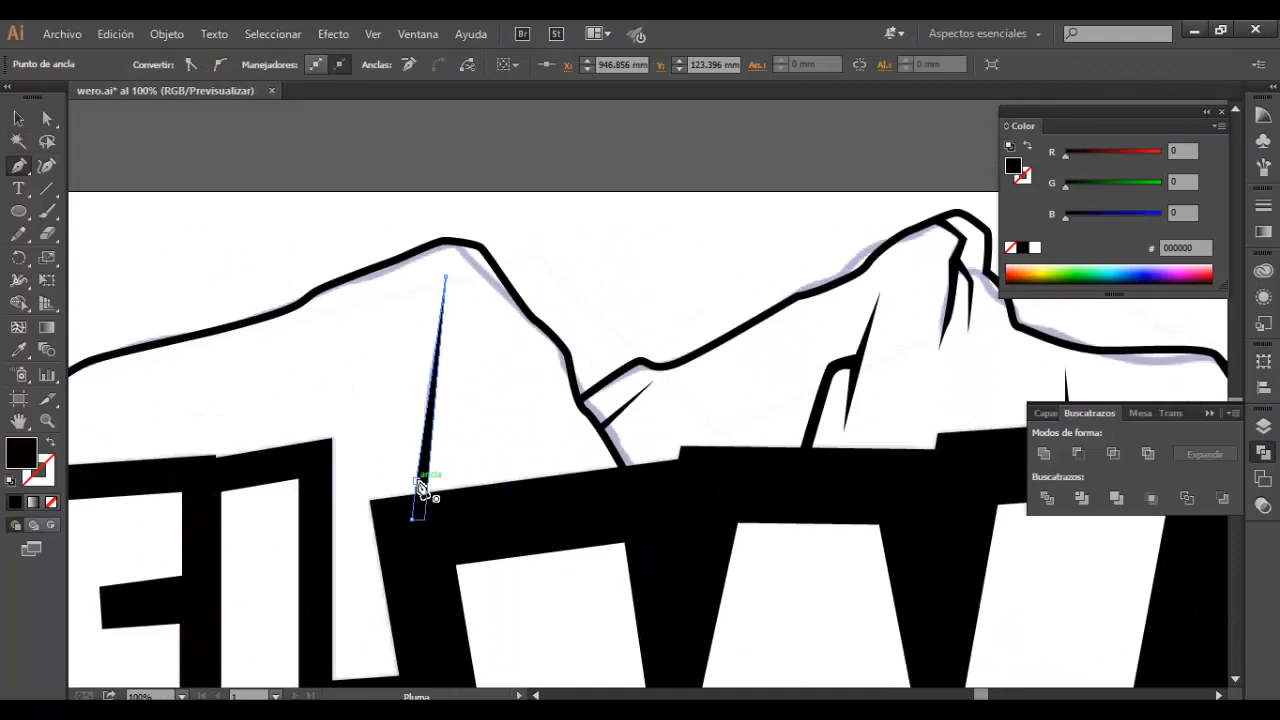 Ai Archivo Edición Objeto Texto Seleccionar Efecto Ver Ventana Ayuda Br St Aspectos esenciales
Punto de ancla Convertir: Manejadores: Anclas: X: 946.856 mm Y: 123.396 mm An.: 0 mm Al.: 0 mm
wero.ai* al 100% (RGB/Previsualizar) ×
Color
R 0
G 0
B 0
# 000000
ancla
Capas Buscatrazos Mesa Trans
Modos de forma:
Expandir
Buscatrazos:
100% 1 Pluma